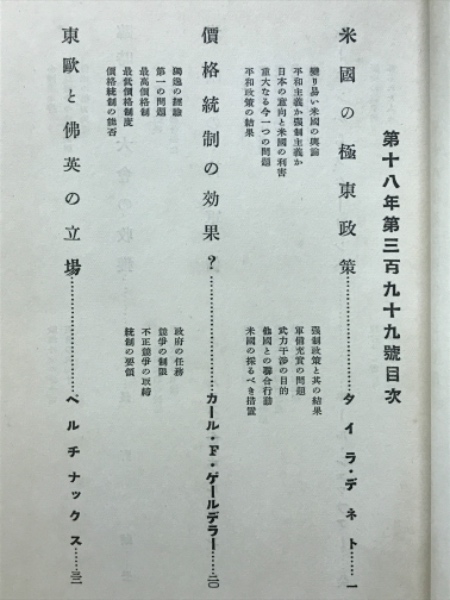 第十八年第三百九十九號目次
米國の極東政策……………………タイラ・デネト……一
變り易い米國の輿論
平和主義か强制主義か
日本の意向と米國の利害
重大なる今一つの問題
平和政策の結果
强制政策と其の結果
軍備充實の問題
武力干渉の目的
他國との聯合行動
米國の採るべき措置
價格統制の効果?……………………カール・F・ゲールデラー……二〇
獨逸の經驗
第一の問題
最高價格制
最低價格制度
價格統制の能否
政府の任務
競爭の制限
不正競爭の取締
統制の要領
東歐と佛英の立場……………………ペルチナックス……三二